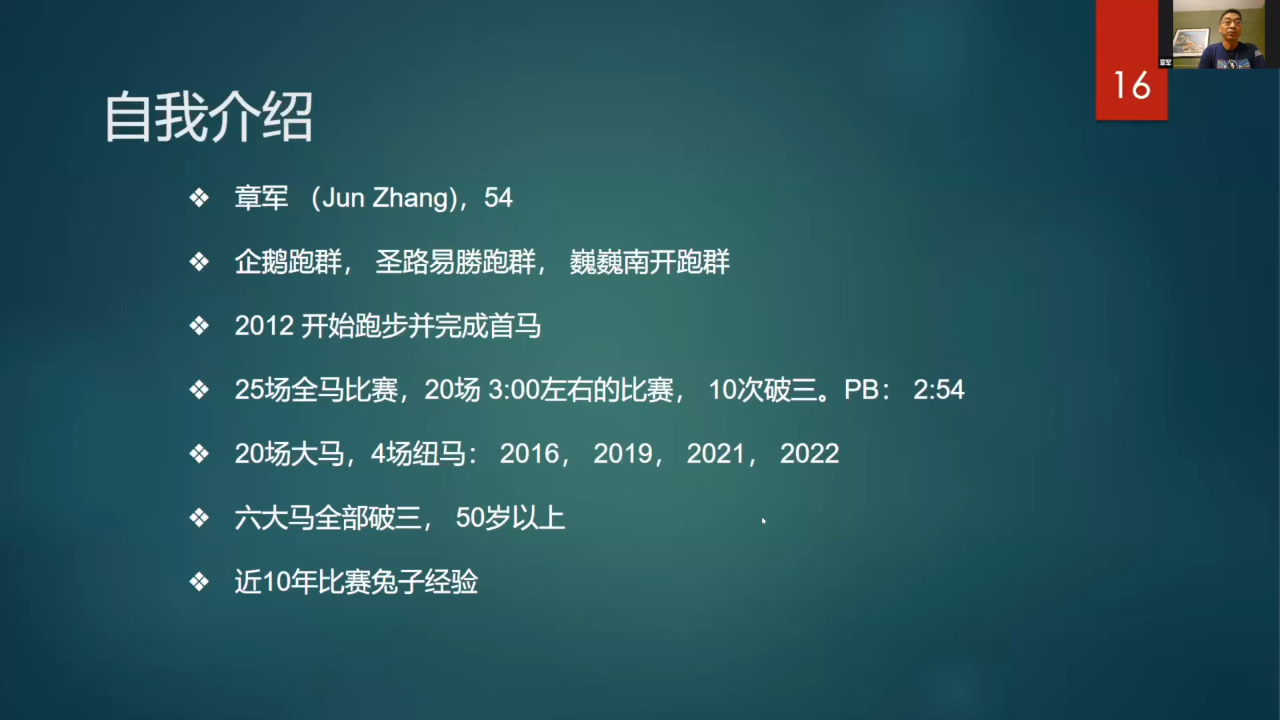 章军
16
自我介绍
❖ 章军 （Jun Zhang)，54
❖ 企鹅跑群， 圣路易勝跑群， 巍巍南开跑群
❖ 2012 开始跑步并完成首马
❖ 25场全马比赛，20场 3:00左右的比赛， 10次破三。PB： 2:54
❖ 20场大马，4场纽马： 2016， 2019， 2021， 2022
❖ 六大马全部破三， 50岁以上
❖ 近10年比赛兔子经验